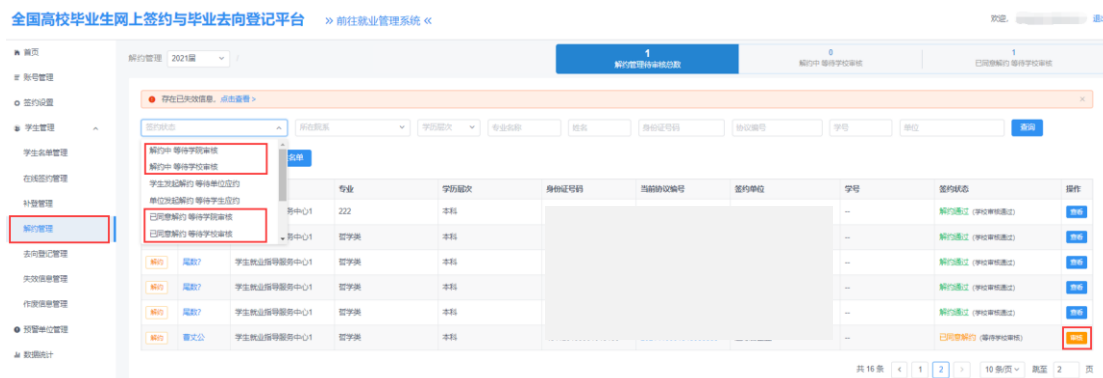 全国高校毕业生网上签约与毕业去向登记平台 » 前往就业管理系统 «
欢迎,
首页
账号管理
签约设置
学生管理
学生名单管理
在线签约管理
补登管理
解约管理
去向登记管理
失效信息管理
作废信息管理
预警单位管理
数据统计
解约管理 2021届 /
1 解约管理待审核总数
0 解约中 等待学校审核
1 已同意解约 等待学校审核
存在已失效信息, 点击查看 >
签约状态 所在院系 学历层次 专业名称 姓名 身份证号码 协议编号 学号 单位 查询
解约中 等待学院审核
解约中 等待学校审核
名单
学生发起解约 等待单位应约
单位发起解约 等待学生应约
已同意解约 等待学院审核
已同意解约 等待学校审核
专业 学历层次 身份证号码 当前协议编号 签约单位 学号 签约状态 操作
务中心1 222 本科 -- 解约通过 (学校审核通过) 查看
务中心1 哲学类 本科 -- 解约通过 (学校审核通过) 查看
解约 尾数? 学生就业指导服务中心1 哲学类 本科 -- 解约通过 (学校审核通过) 查看
解约 尾数? 学生就业指导服务中心1 哲学类 本科 -- 解约通过 (学校审核通过) 查看
解约 尾数? 学生就业指导服务中心1 哲学类 本科 -- 解约通过 (学校审核通过) 查看
解约 曹丈公 学生就业指导服务中心1 哲学类 本科 -- 已同意解约 (等待学校审核) 审核
共 16 条 < 1 2 > 10 条/页 跳至 2 页